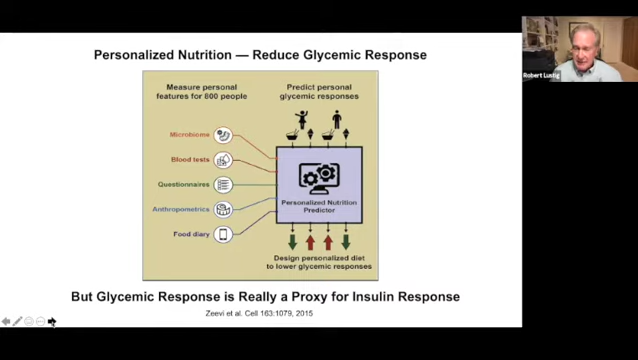 Personalized Nutrition — Reduce Glycemic Response
Measure personal
features for 800 people
Predict personal
glycemic responses
Microbiome
Blood tests
Questionnaires
Anthropometrics
Food diary
Personalized Nutrition
Predictor
Design personalized diet
to lower glycemic responses
But Glycemic Response is Really a Proxy for Insulin Response
Zeevi et al. Cell 163:1079, 2015
Robert Lustig